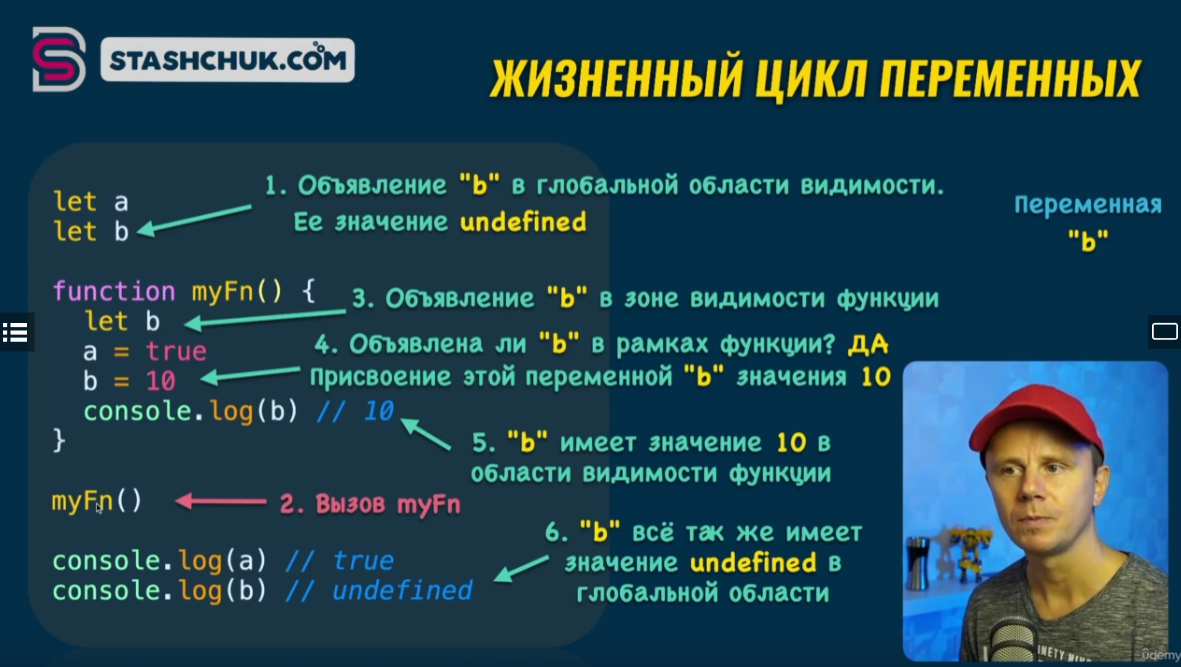 STASHCHUK.COM
ЖИЗНЕННЫЙ ЦИКЛ ПЕРЕМЕННЫХ
let a
let b
1. Объявление "b" в глобальной области видимости.
Ее значение undefined
Переменная
"b"
function myFn() {
let b
a = true
b = 10
console.log(b) // 10
}
3. Объявление "b" в зоне видимости функции
4. Объявлена ли "b" в рамках функции? ДА
Присвоение этой переменной "b" значения 10
5. "b" имеет значение 10 в
области видимости функции
myFn()
2. Вызов myFn
console.log(a) // true
console.log(b) // undefined
6. "b" всё так же имеет
значение undefined в
глобальной области
udemy